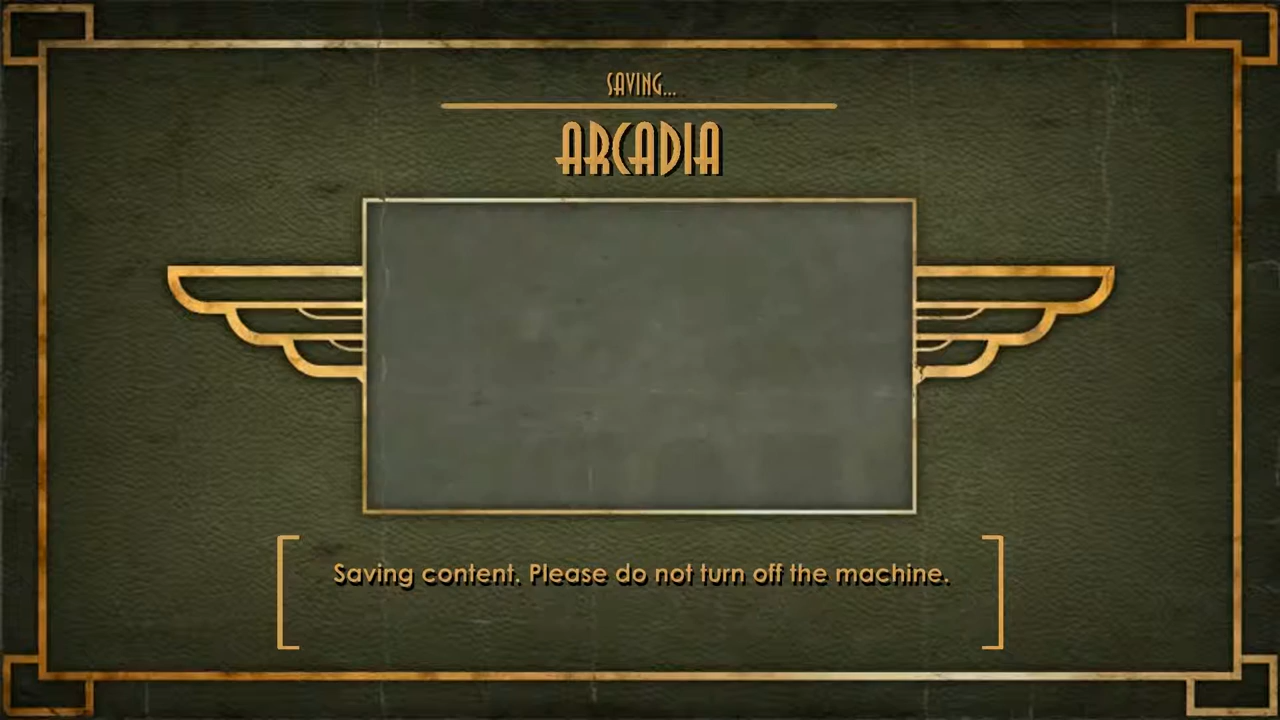 SAVING...
ARCADIA
Saving content. Please do not turn off the machine.